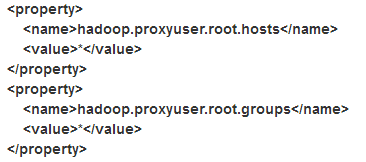 <property>
<name>hadoop.proxyuser.root.hosts</name>
<value>*</value>
</property>
<property>
<name>hadoop.proxyuser.root.groups</name>
<value>*</value>
</property>